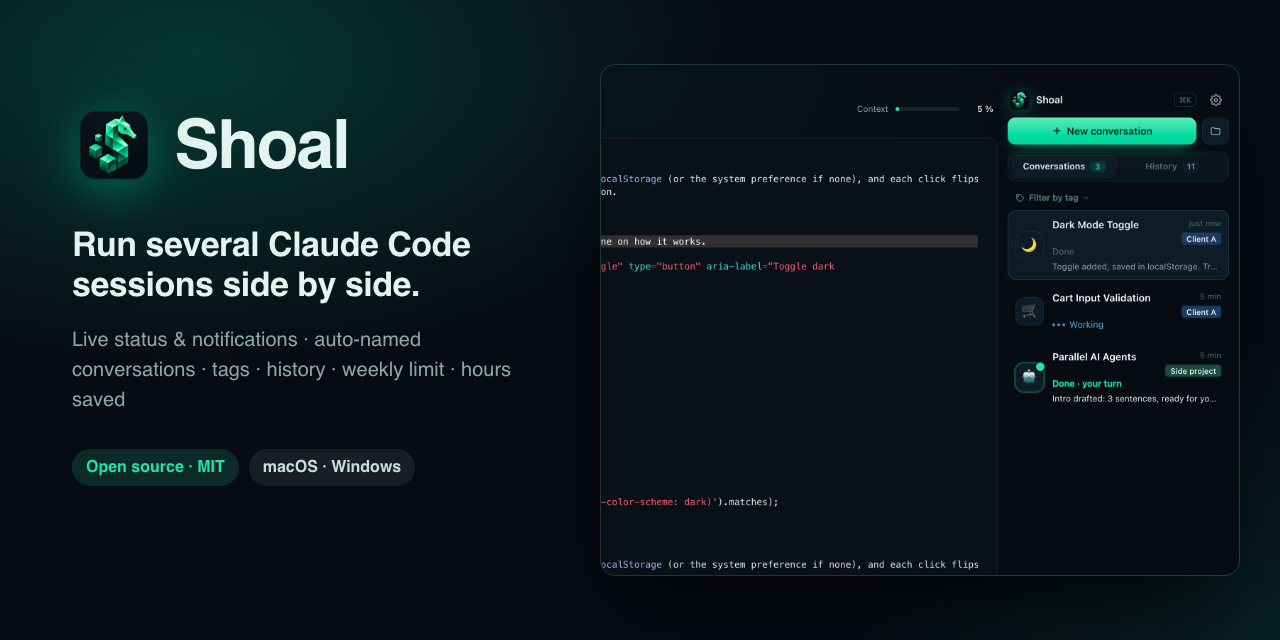 Shoal
Run several Claude Code
sessions side by side.
Live status & notifications · auto-named
conversations · tags · history · weekly limit · hours
saved
Open source · MIT
macOS · Windows
Context 5 %
ocalStorage (or the system preference if none), and each click flips
on.
ne on how it works.
gle" type="button" aria-label="Toggle dark
-color-scheme: dark)').matches);
ocalStorage (or the system preference if none), and each click flips
Shoal ⌘K
+ New conversation
Conversations 3 History 11
Filter by tag
Dark Mode Toggle just now
Client A
Done
Toggle added, saved in localStorage. Tr...
Cart Input Validation 5 min
Client A
Working
Parallel AI Agents 5 min
Side project
Done · your turn
Intro drafted: 3 sentences, ready for yo...